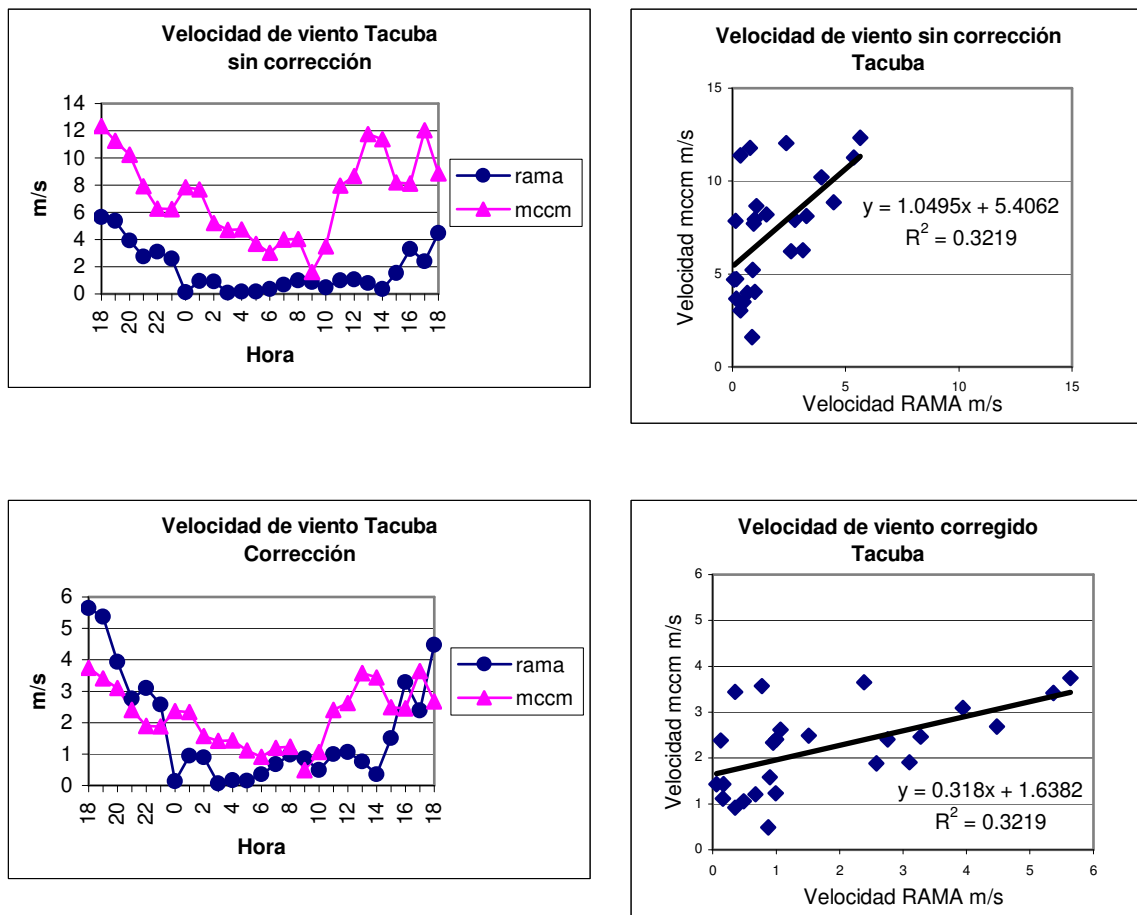 Velocidad de viento Tacuba
sin corrección
14
12
10
8
6
4
2
0
m/s
18
20
22
0
2
4
6
8
10
12
14
16
18
Hora
rama
mccm
Velocidad de viento sin corrección
Tacuba
15
10
5
0
Velocidad mccm m/s
y = 1.0495x + 5.4062
R² = 0.3219
0 5 10 15
Velocidad RAMA m/s
Velocidad de viento Tacuba
Corrección
6
5
4
3
2
1
0
m/s
18
20
22
0
2
4
6
8
10
12
14
16
18
Hora
rama
mccm
Velocidad de viento corregido
Tacuba
6
5
4
3
2
1
0
Velocidad mccm m/s
y = 0.318x + 1.6382
R² = 0.3219
0 1 2 3 4 5 6
Velocidad RAMA m/s